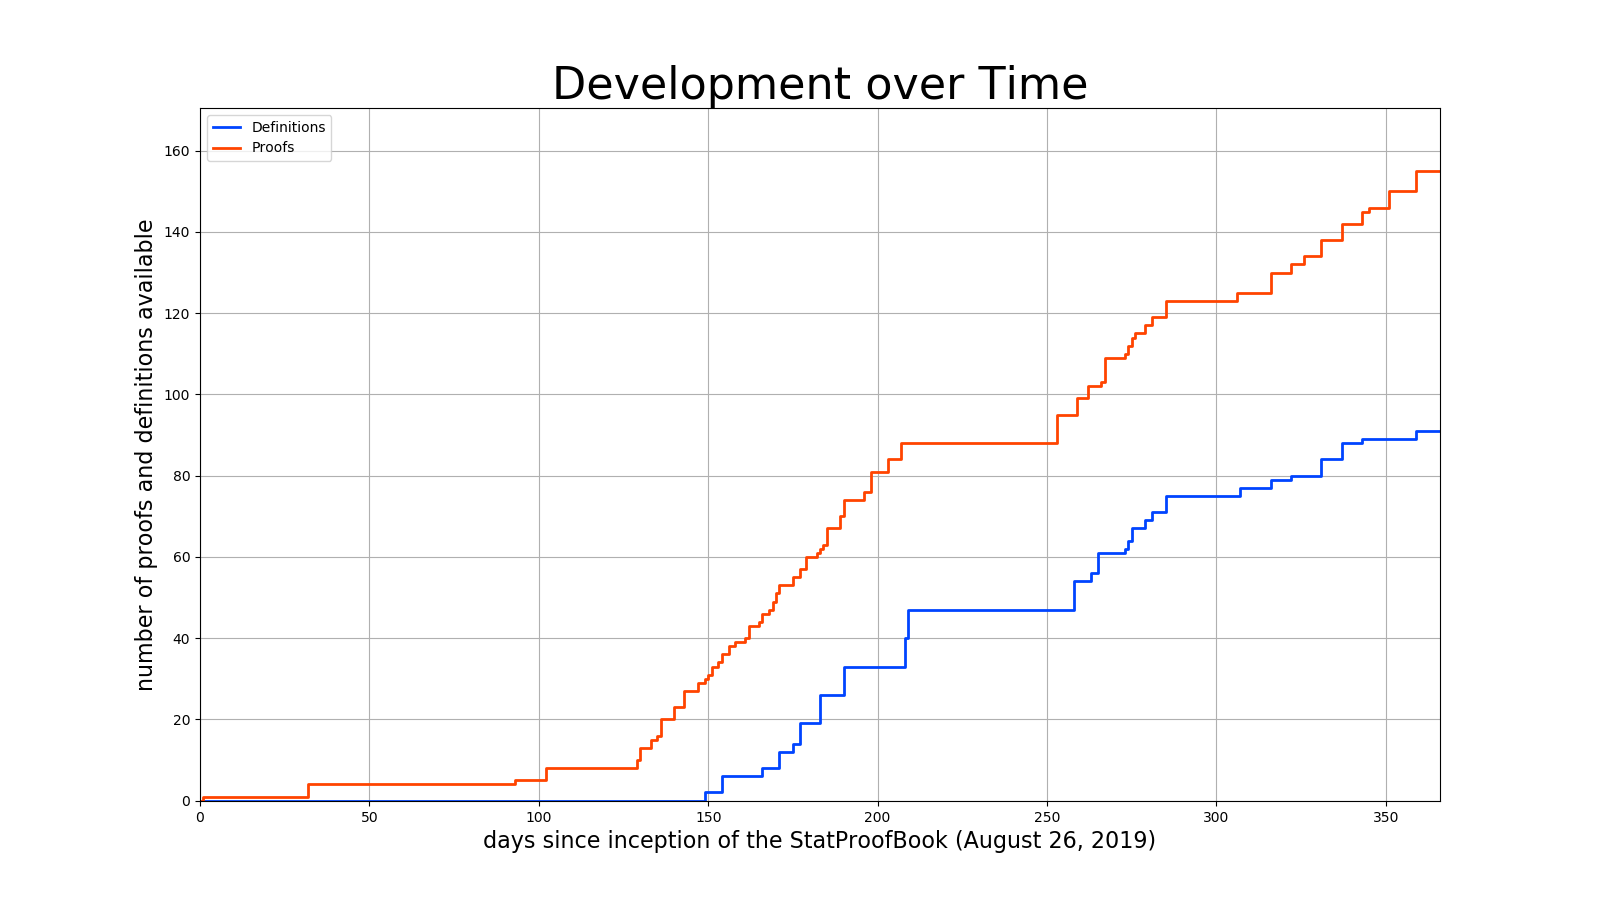 Development over Time
Definitions
Proofs
number of proofs and definitions available
160
140
120
100
80
60
40
20
0
0 50 100 150 200 250 300 350
days since inception of the StatProofBook (August 26, 2019)